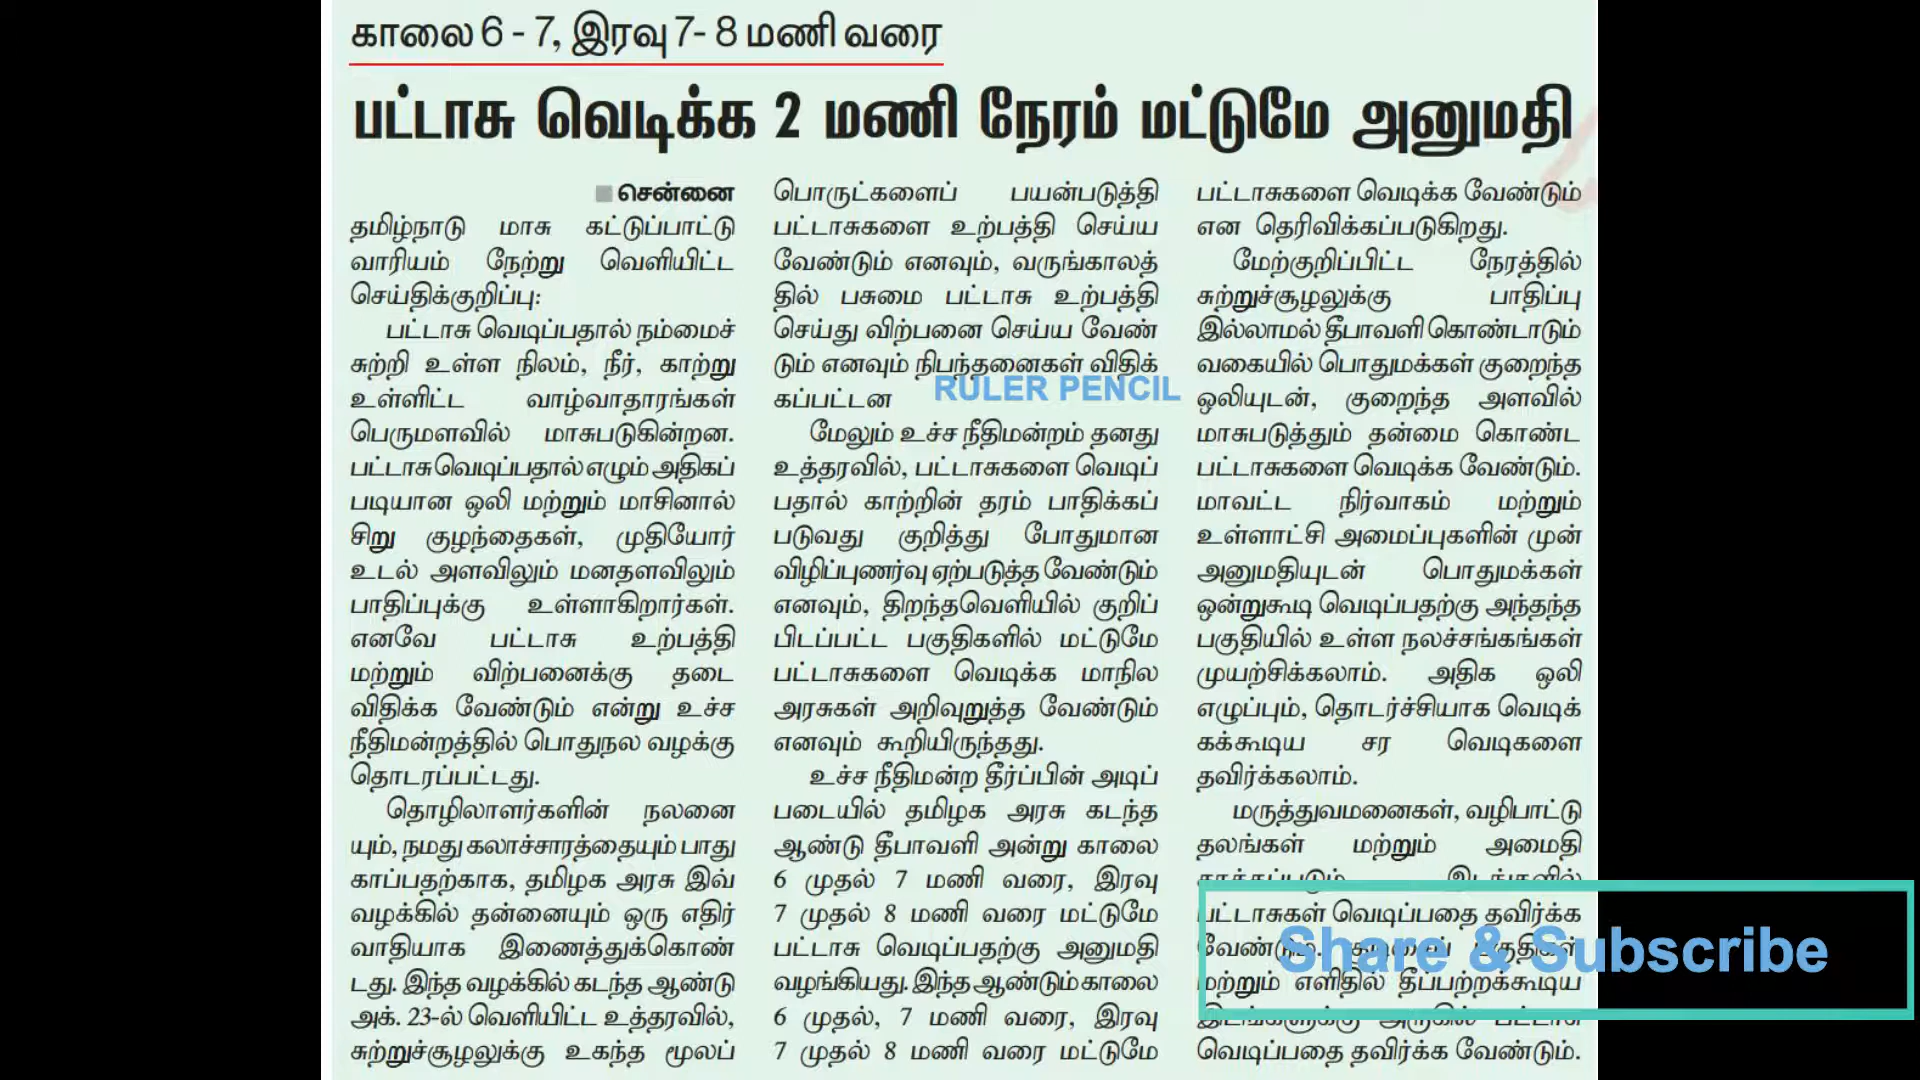 காலை 6 - 7, இரவு 7- 8 மணி வரை
பட்டாசு வெடிக்க 2 மணி நேரம் மட்டுமே அனுமதி
சென்னை
தமிழ்நாடு மாசு கட்டுப்பாட்டு
வாரியம் நேற்று வெளியிட்ட
செய்திக்குறிப்பு:
பட்டாசு வெடிப்பதால் நம்மைச்
சுற்றி உள்ள நிலம், நீர், காற்று
உள்ளிட்ட வாழ்வாதாரங்கள்
பெருமளவில் மாசுபடுகின்றன.
பட்டாசு வெடிப்பதால் எழும் அதிகப்
படியான ஒலி மற்றும் மாசினால்
சிறு குழந்தைகள், முதியோர்
உடல் அளவிலும் மனதளவிலும்
பாதிப்புக்கு உள்ளாகிறார்கள்.
எனவே பட்டாசு உற்பத்தி
மற்றும் விற்பனைக்கு தடை
விதிக்க வேண்டும் என்று உச்ச
நீதிமன்றத்தில் பொதுநல வழக்கு
தொடரப்பட்டது.
தொழிலாளர்களின் நலனை
யும், நமது கலாச்சாரத்தையும் பாது
காப்பதற்காக, தமிழக அரசு இவ்
வழக்கில் தன்னையும் ஒரு எதிர்
வாதியாக இணைத்துக்கொண்
டது. இந்த வழக்கில் கடந்த ஆண்டு
அக். 23-ல் வெளியிட்ட உத்தரவில்,
சுற்றுச்சூழலுக்கு உகந்த மூலப்
பொருட்களைப் பயன்படுத்தி
பட்டாசுகளை உற்பத்தி செய்ய
வேண்டும் எனவும், வருங்காலத்
தில் பசுமை பட்டாசு உற்பத்தி
செய்து விற்பனை செய்ய வேண்
டும் எனவும் நிபந்தனைகள் விதிக்
கப்பட்டன
RULER PENCIL
மேலும் உச்ச நீதிமன்றம் தனது
உத்தரவில், பட்டாசுகளை வெடிப்
பதால் காற்றின் தரம் பாதிக்கப்
படுவது குறித்து போதுமான
விழிப்புணர்வு ஏற்படுத்த வேண்டும்
எனவும், திறந்தவெளியில் குறிப்
பிடப்பட்ட பகுதிகளில் மட்டுமே
பட்டாசுகளை வெடிக்க மாநில
அரசுகள் அறிவுறுத்த வேண்டும்
எனவும் கூறியிருந்தது.
உச்ச நீதிமன்ற தீர்ப்பின் அடிப்
படையில் தமிழக அரசு கடந்த
ஆண்டு தீபாவளி அன்று காலை
6 முதல் 7 மணி வரை, இரவு
7 முதல் 8 மணி வரை மட்டுமே
பட்டாசு வெடிப்பதற்கு அனுமதி
வழங்கியது. இந்த ஆண்டும் காலை
6 முதல், 7 மணி வரை, இரவு
7 முதல் 8 மணி வரை மட்டுமே
பட்டாசுகளை வெடிக்க வேண்டும்
என தெரிவிக்கப்படுகிறது.
மேற்குறிப்பிட்ட நேரத்தில்
சுற்றுச்சூழலுக்கு பாதிப்பு
இல்லாமல் தீபாவளி கொண்டாடும்
வகையில் பொதுமக்கள் குறைந்த
ஒலியுடன், குறைந்த அளவில்
மாசுபடுத்தும் தன்மை கொண்ட
பட்டாசுகளை வெடிக்க வேண்டும்.
மாவட்ட நிர்வாகம் மற்றும்
உள்ளாட்சி அமைப்புகளின் முன்
அனுமதியுடன் பொதுமக்கள்
ஒன்றுகூடி வெடிப்பதற்கு அந்தந்த
பகுதியில் உள்ள நலச்சங்கங்கள்
முயற்சிக்கலாம். அதிக ஒலி
எழுப்பும், தொடர்ச்சியாக வெடிக்
கக்கூடிய சர வெடிகளை
தவிர்க்கலாம்.
மருத்துவமனைகள், வழிபாட்டு
தலங்கள் மற்றும் அமைதி
பட்டாசுகள் வெடிப்பதை தவிர்க்க
Share & Subscribe
மற்றும் எளிதில் தீப்பற்றக்கூடிய
வெடிப்பதை தவிர்க்க வேண்டும்.